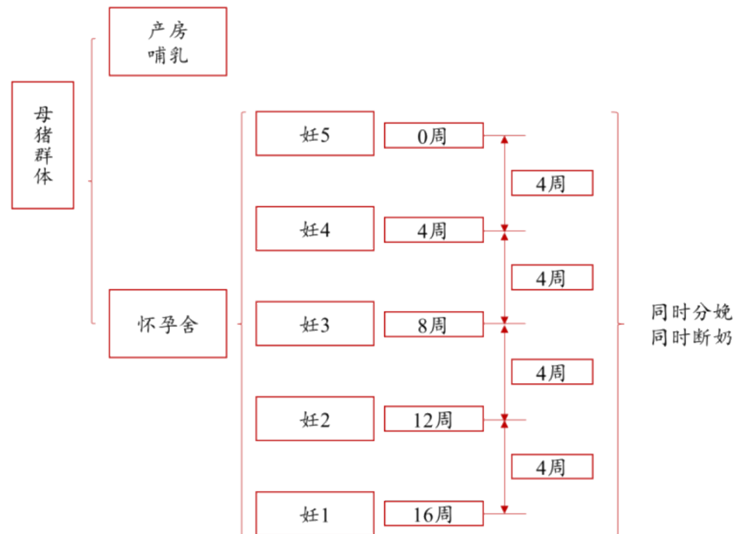 产房
哺乳
母猪群体
妊5
0周
4周
妊4
4周
4周
怀孕舍
妊3
8周
同时分娩
同时断奶
4周
妊2
12周
4周
妊1
16周